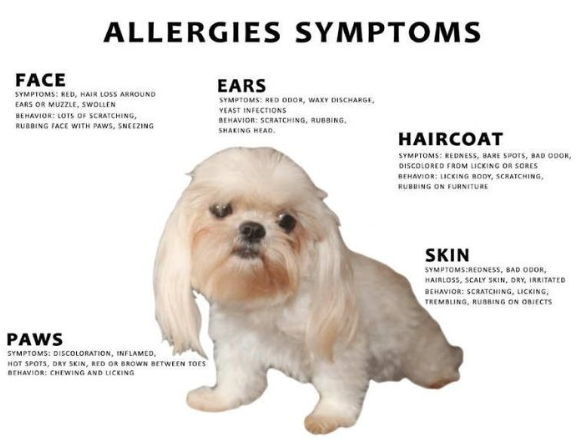 ALLERGIES SYMPTOMS
FACE
SYMPTOMS: RED, HAIR LOSS ARROUND
EARS OR MUZZLE, SWOLLEN
BEHAVIOR: LOTS OF SCRATCHING,
RUBBING FACE WITH PAWS, SNEEZING
EARS
SYMPTOMS: RED ODOR, WAXY DISCHARGE,
YEAST INFECTIONS
BEHAVIOR: SCRATCHING, RUBBING,
SHAKING HEAD.
HAIRCOAT
SYMPTOMS: REDNESS, BARE SPOTS, BAD ODOR,
DISCOLORED FROM LICKING OR SORES
BEHAVIOR: LICKING BODY, SCRATCHING,
RUBBING ON FURNITURE
SKIN
SYMPTOMS:REDNESS, BAD ODOR,
HAIRLOSS, SCALY SKIN, DRY, IRRITATED
BEHAVIOR: SCRATCHING, LICKING,
TREMBLING, RUBBING ON OBJECTS
PAWS
SYMPTOMS: DISCOLORATION, INFLAMED,
HOT SPOTS, DRY SKIN, RED OR BROWN BETWEEN TOES
BEHAVIOR: CHEWING AND LICKING